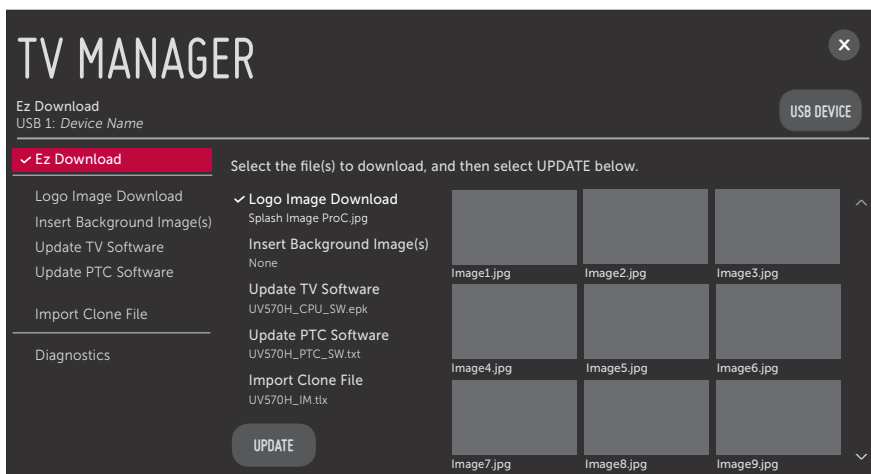 TV MANAGER
X
Ez Download
USB 1: Device Name
USB DEVICE
Ez Download
Logo Image Download
Insert Background Image(s)
Update TV Software
Update PTC Software
Import Clone File
Diagnostics
Select the file(s) to download, and then select UPDATE below.
Logo Image Download
Splash Image ProC.jpg
Insert Background Image(s)
None
Update TV Software
UV570H_CPU_SW.epk
Update PTC Software
UV570H_PTC_SW.txt
Import Clone File
UV570H_IM.tlx
UPDATE
Image1.jpg
Image2.jpg
Image3.jpg
Image4.jpg
Image5.jpg
Image6.jpg
Image7.jpg
Image8.jpg
Image9.jpg